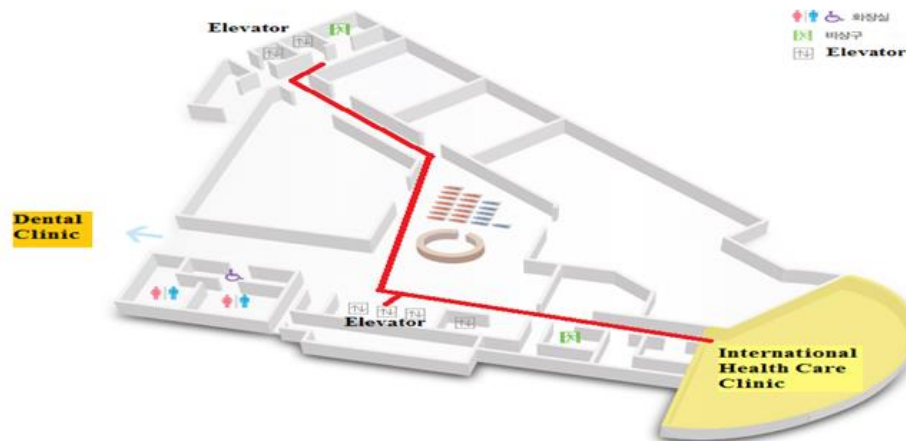 Elevator
화장실
비상구
Elevator
Dental
Clinic
Elevator
International
Health Care
Clinic